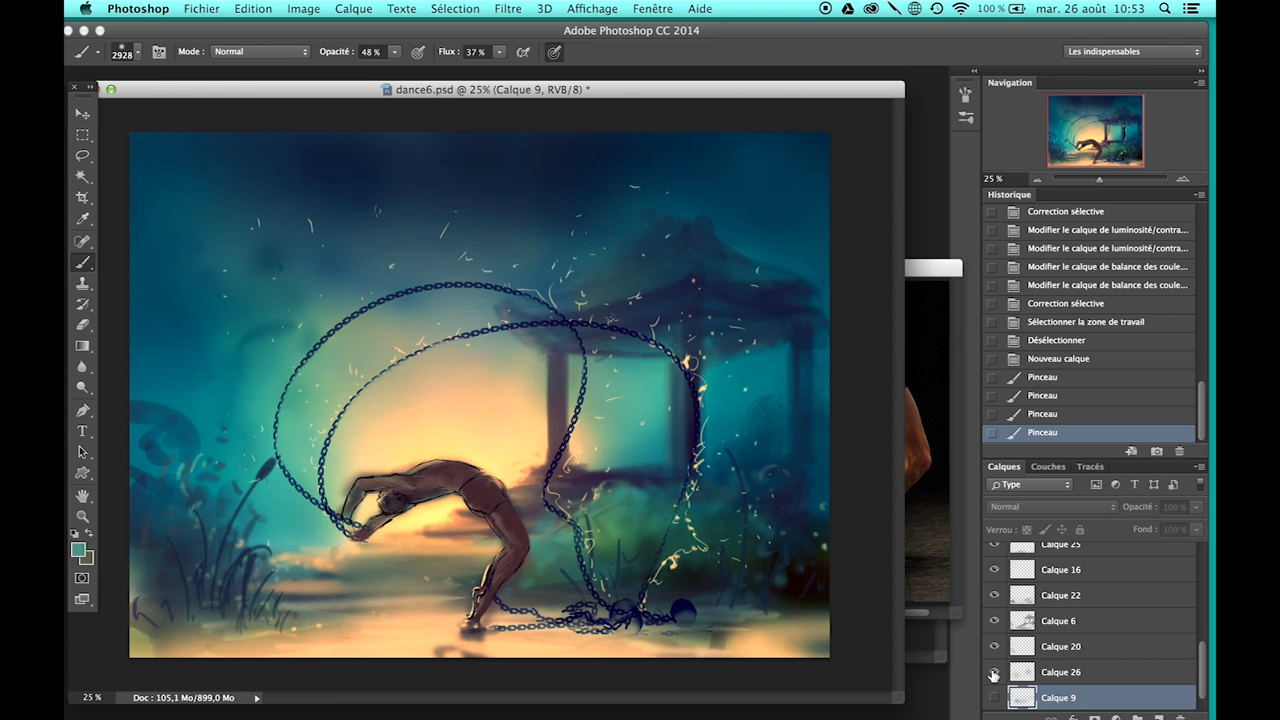 Photoshop Fichier Edition Image Calque Texte Sélection Filtre 3D Affichage Fenêtre Aide 100 % mar. 26 août 10:53
Adobe Photoshop CC 2014
2928 Mode : Normal Opacité : 48 % Flux : 37 % Les indispensables
dance6.psd @ 25% (Calque 9, RVB/8) *
Navigation
25 %
Historique
Correction sélective
Modifier le calque de luminosité/contra...
Modifier le calque de luminosité/contra...
Modifier le calque de balance des coule...
Modifier le calque de balance des coule...
Correction sélective
Sélectionner la zone de travail
Désélectionner
Nouveau calque
Pinceau
Pinceau
Pinceau
Pinceau
Calques Couches Tracés
Type
Normal Opacité : 100 %
Verrou : Fond : 100 %
Calque 25
Calque 16
Calque 22
Calque 6
Calque 20
Calque 26
Calque 9
25 % Doc : 105,1 Mo/899,0 Mo